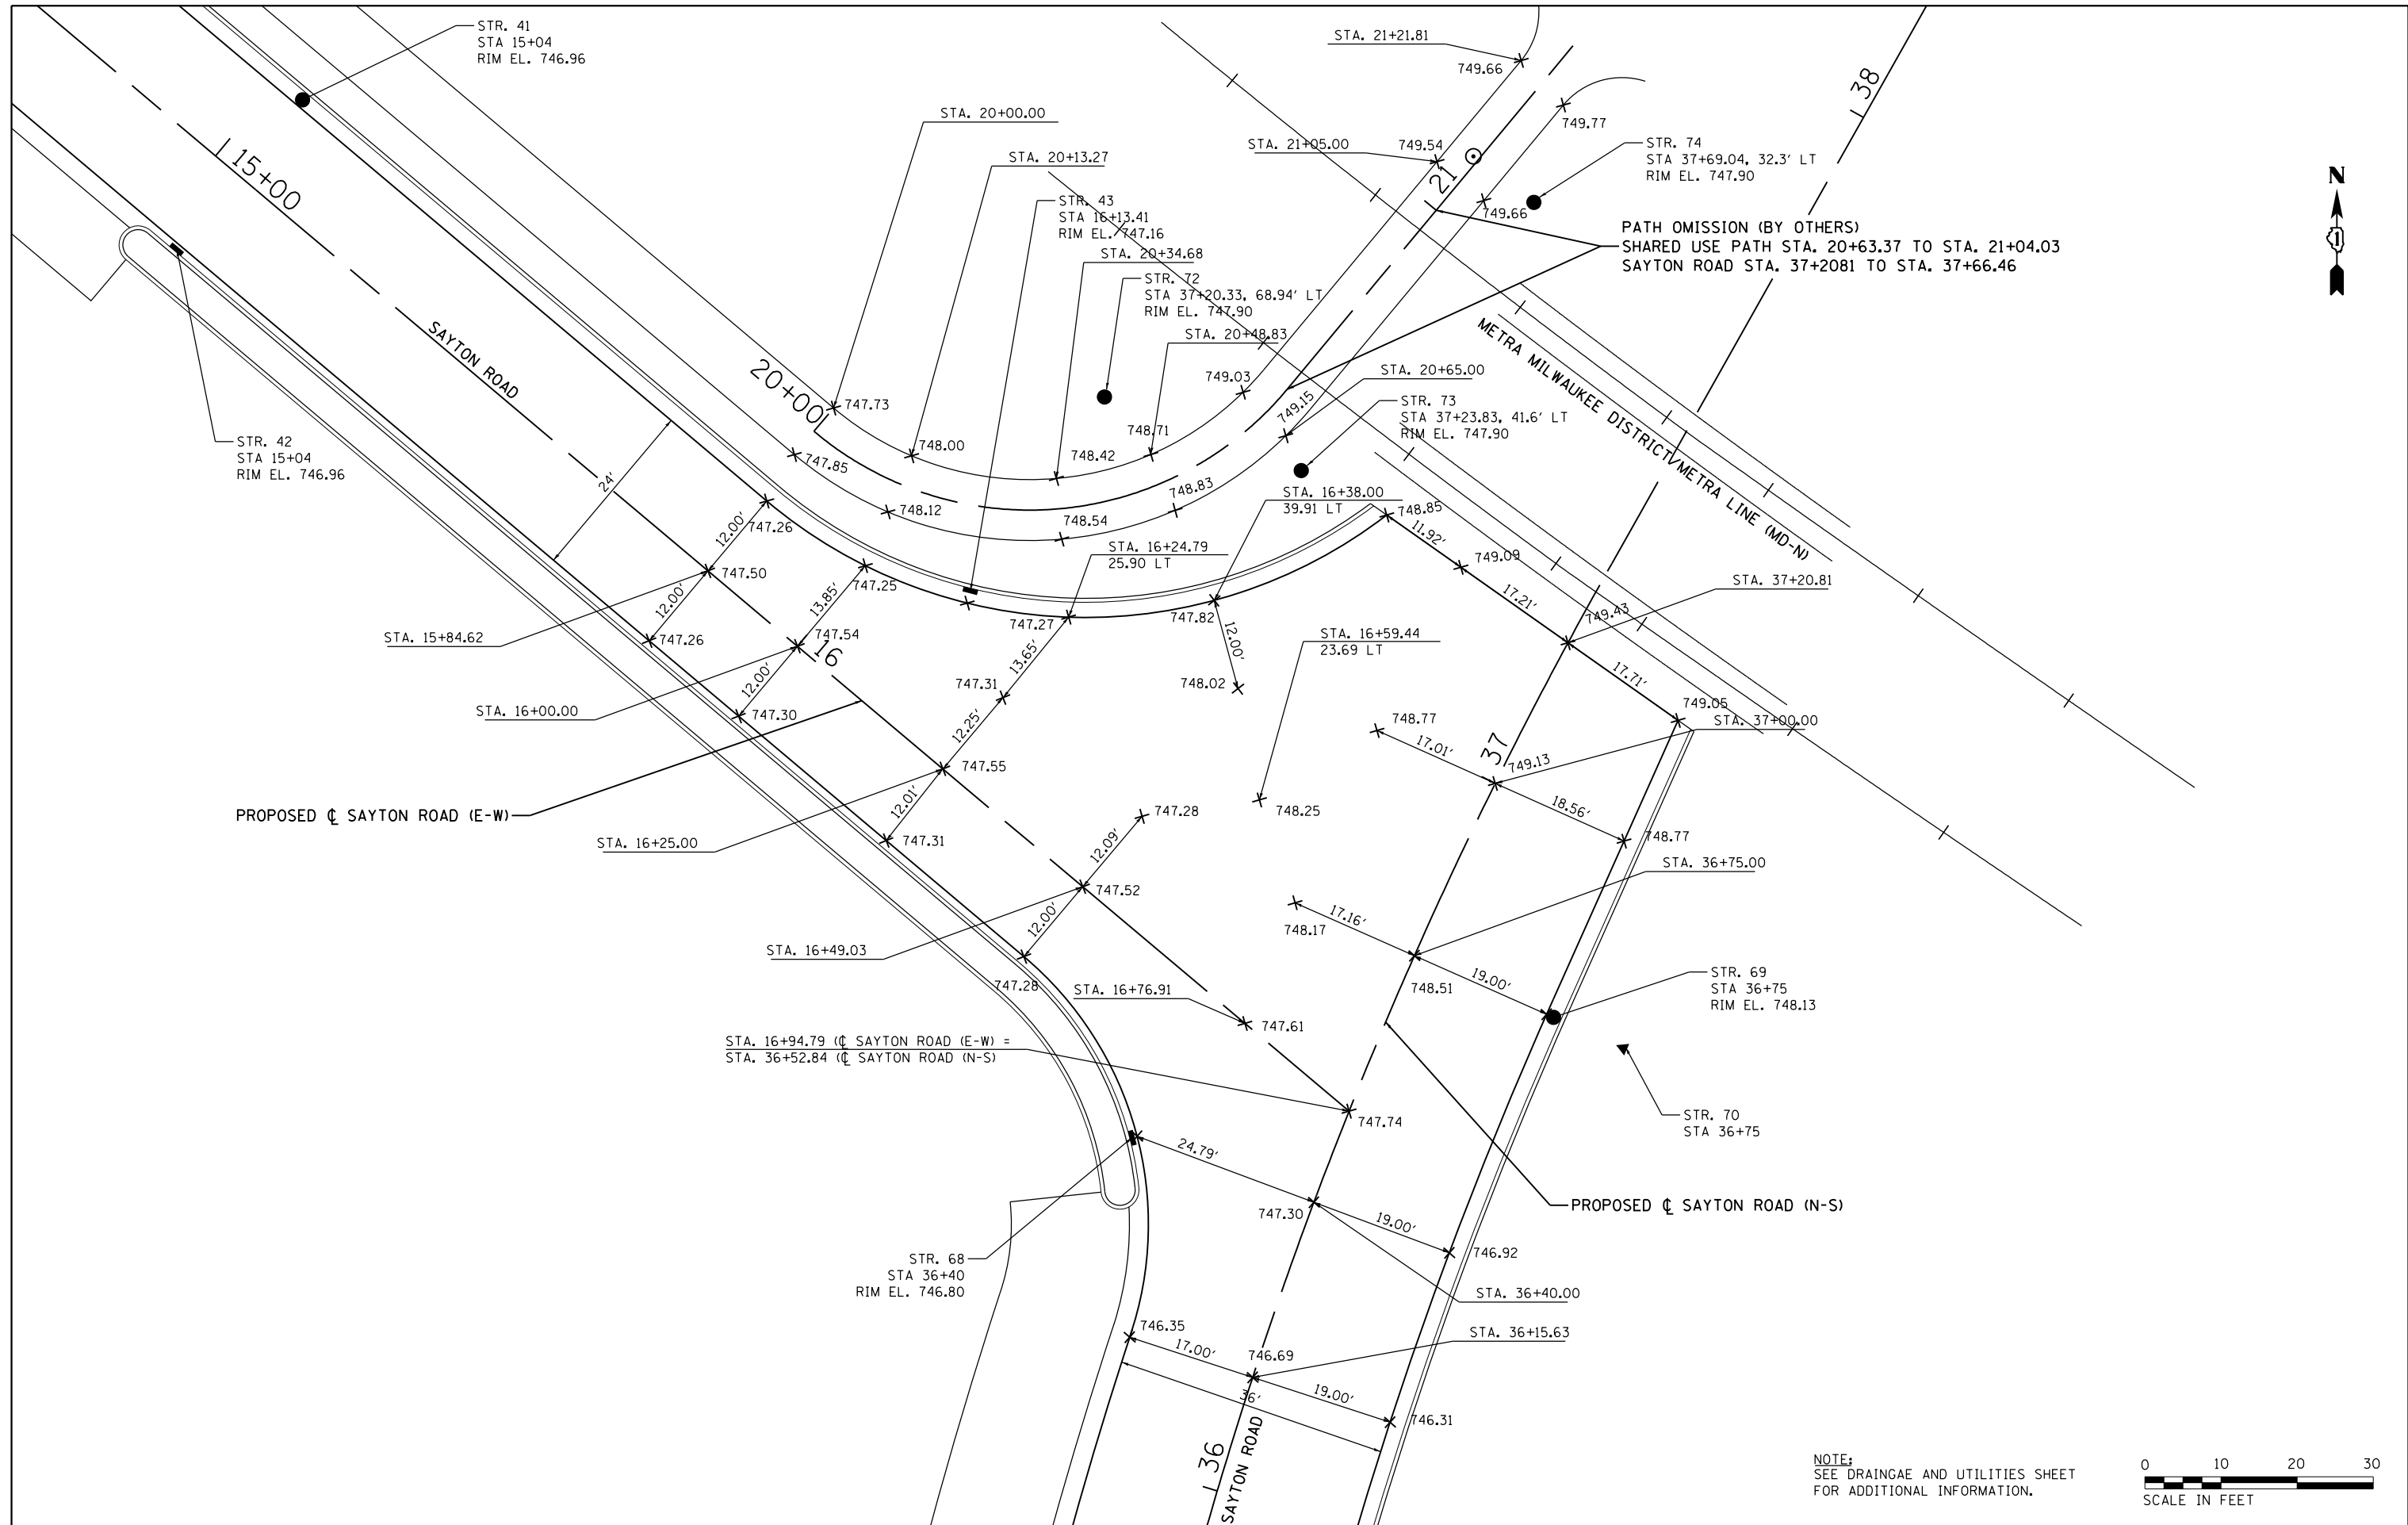 STR. 41
STA 15+04
RIM EL. 746.96
STA. 21+21.81
749.66
38
STA. 20+00.00
749.77
STA. 21+05.00
749.54
STR. 74
STA 37+69.04, 32.3' LT
RIM EL. 747.90
N
STA. 20+13.27
15+00
21
STR. 43
STA 16+13.41
RIM EL. 747.16
749.66
PATH OMISSION (BY OTHERS)
SHARED USE PATH STA. 20+63.37 TO STA. 21+04.03
SAYTON ROAD STA. 37+2081 TO STA. 37+66.46
STA. 20+34.68
STR. 72
STA 37+20.33, 68.94' LT
RIM EL. 747.90
STA. 20+48.83
METRA MILWAUKEE DISTRICT/METRA LINE (MD-N)
SAYTON ROAD
20+00
749.03
STA. 20+65.00
747.73
749.15
STR. 73
STA 37+23.83, 41.6' LT
RIM EL. 747.90
STR. 42
STA 15+04
RIM EL. 746.96
748.00
748.71
748.42
747.85
24'
748.83
STA. 16+38.00
39.91 LT
748.85
748.12
748.54
12.00'
747.26
11.92'
STA. 16+24.79
25.90 LT
749.09
747.50
747.25
13.85'
12.00'
17.21'
STA. 37+20.81
749.43
747.27
747.82
STA. 15+84.62
747.26
747.54
16
12.00'
STA. 16+59.44
23.69 LT
13.65'
12.00'
17.71'
747.31
748.02
STA. 16+00.00
747.30
749.05
748.77
STA. 37+00.00
12.25'
17.01'
37
749.13
747.55
PROPOSED ℄ SAYTON ROAD (E-W)
12.01'
747.28
748.25
18.56'
STA. 16+25.00
747.31
12.09'
748.77
STA. 36+75.00
747.52
12.00'
17.16'
748.17
STA. 16+49.03
STR. 69
STA 36+75
RIM EL. 748.13
19.00'
748.51
747.28
STA. 16+76.91
747.61
STA. 16+94.79 (℄ SAYTON ROAD (E-W) =
STA. 36+52.84 (℄ SAYTON ROAD (N-S)
747.74
STR. 70
STA 36+75
24.79'
PROPOSED ℄ SAYTON ROAD (N-S)
747.30
19.00'
746.92
STR. 68
STA 36+40
RIM EL. 746.80
STA. 36+40.00
746.35
17.00'
STA. 36+15.63
746.69
19.00'
36'
746.31
36
SAYTON ROAD
NOTE:
SEE DRAINGAE AND UTILITIES SHEET
FOR ADDITIONAL INFORMATION.
0 10 20 30
SCALE IN FEET